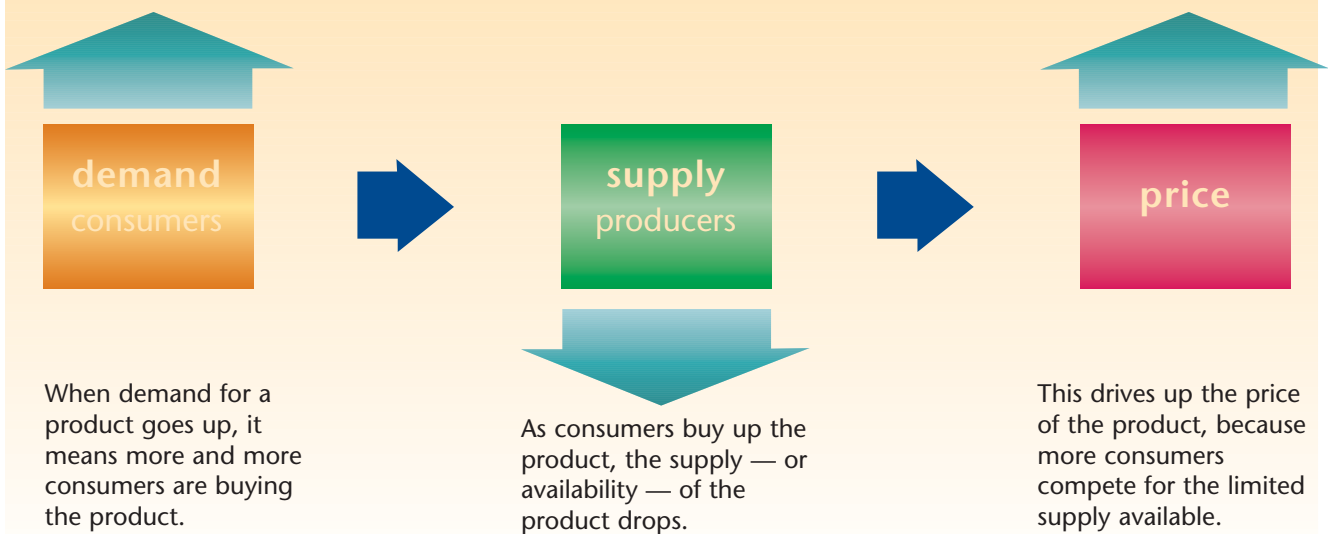 demand
consumers
supply
producers
price
When demand for a
product goes up, it
means more and more
consumers are buying
the product.
As consumers buy up the
product, the supply — or
availability — of the
product drops.
This drives up the price
of the product, because
more consumers
compete for the limited
supply available.